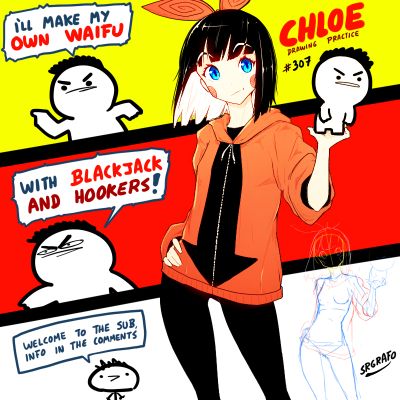 I'LL MAKE MY
OWN WAIFU
CHLOE
DRAWING PRACTICE
#307
WITH BLACKJACK
AND HOOKERS!
WELCOME TO THE SUB,
INFO IN THE COMMENTS
SRGRAFO